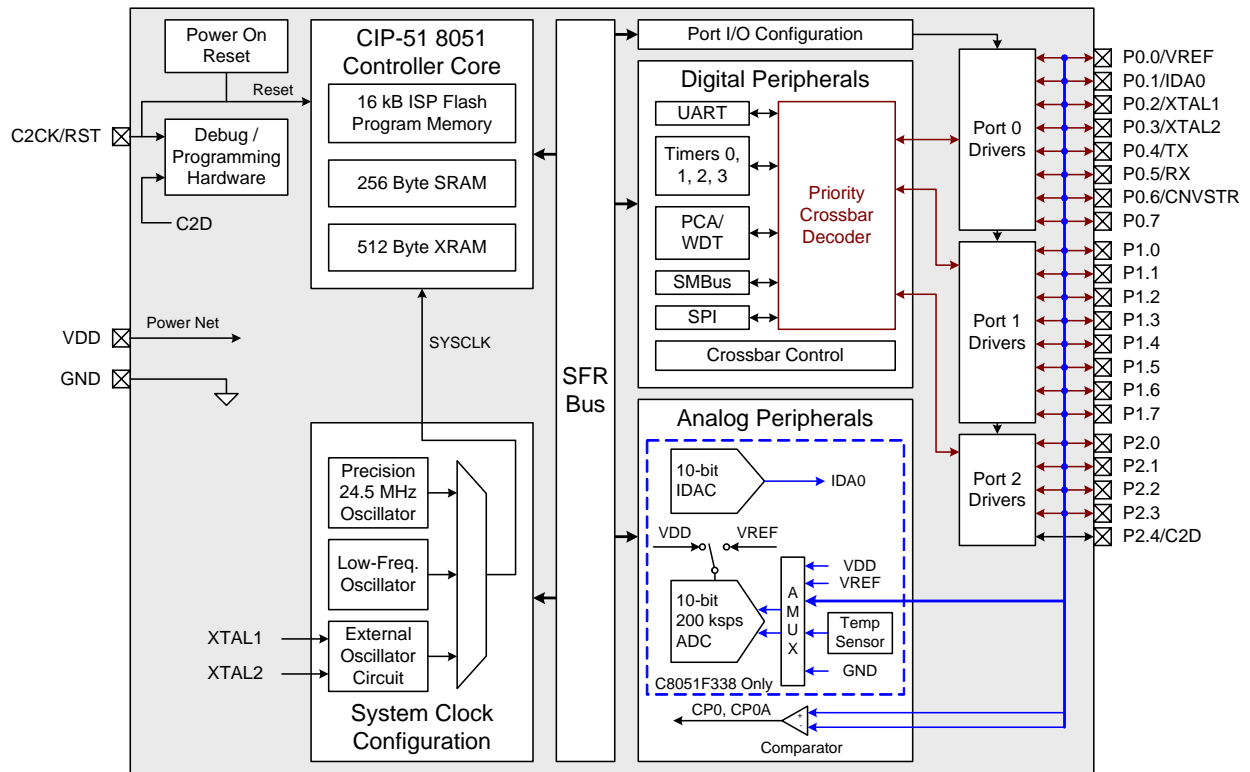 Power On
Reset
Reset
C2CK/RST
Debug /
Programming
Hardware
C2D
VDD
Power Net
GND
CIP-51 8051
Controller Core
16 kB ISP Flash
Program Memory
256 Byte SRAM
512 Byte XRAM
SYSCLK
Precision
24.5 MHz
Oscillator
Low-Freq.
Oscillator
XTAL1
XTAL2
External
Oscillator
Circuit
System Clock
Configuration
SFR
Bus
Port I/O Configuration
Digital Peripherals
UART
Timers 0,
1, 2, 3
PCA/
WDT
SMBus
SPI
Priority
Crossbar
Decoder
Crossbar Control
Analog Peripherals
10-bit
IDAC
IDA0
VDD
VREF
10-bit
200 ksps
ADC
A
M
U
X
VDD
VREF
Temp
Sensor
GND
C8051F338 Only
CP0, CP0A
+
-
Comparator
Port 0
Drivers
Port 1
Drivers
Port 2
Drivers
P0.0/VREF
P0.1/IDA0
P0.2/XTAL1
P0.3/XTAL2
P0.4/TX
P0.5/RX
P0.6/CNVSTR
P0.7
P1.0
P1.1
P1.2
P1.3
P1.4
P1.5
P1.6
P1.7
P2.0
P2.1
P2.2
P2.3
P2.4/C2D